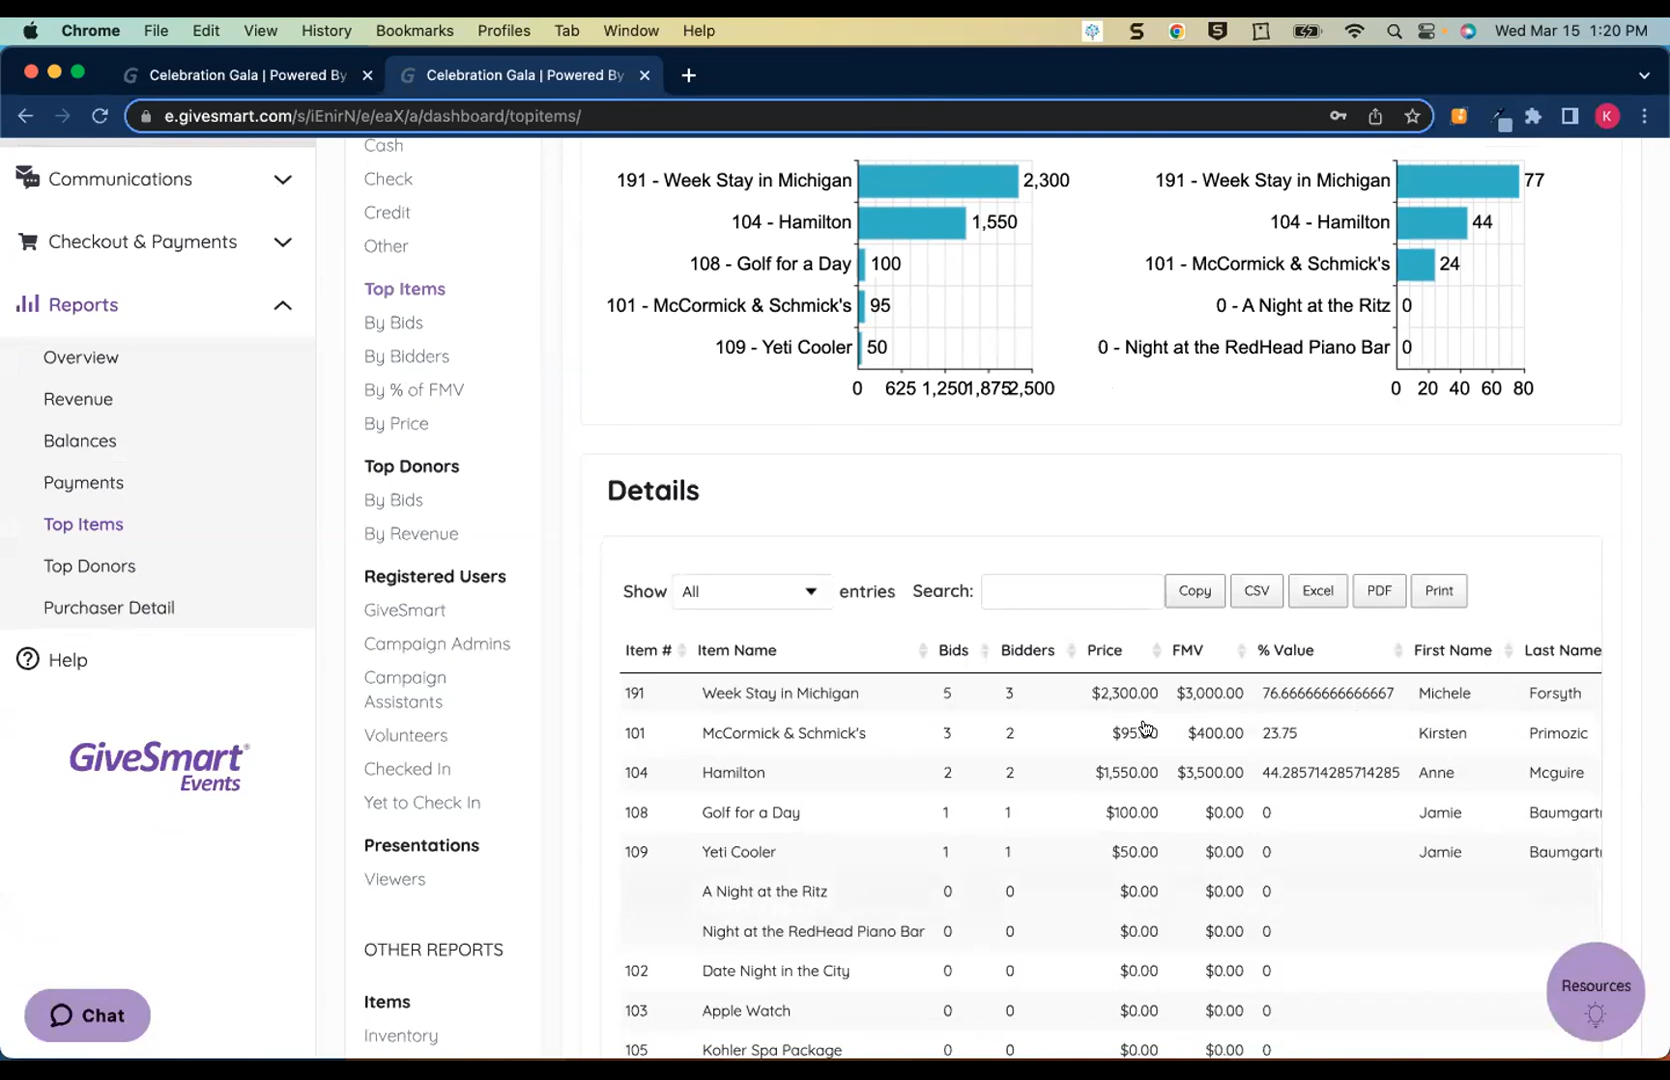 Chrome File Edit View History Bookmarks Profiles Tab Window Help Wed Mar 15 1:20 PM
Celebration Gala | Powered By Celebration Gala | Powered By
e.givesmart.com/s/iEnirN/e/eaX/a/dashboard/topitems/
K
Communications
Checkout & Payments
Reports
Overview
Revenue
Balances
Payments
Top Items
Top Donors
Purchaser Detail
Help
GiveSmart
Events
Chat
Cash
Check
Credit
Other
Top Items
By Bids
By Bidders
By % of FMV
By Price
Top Donors
By Bids
By Revenue
Registered Users
GiveSmart
Campaign Admins
Campaign
Assistants
Volunteers
Checked In
Yet to Check In
Presentations
Viewers
OTHER REPORTS
Items
Inventory
191 - Week Stay in Michigan 2,300
104 - Hamilton 1,550
108 - Golf for a Day 100
101 - McCormick & Schmick's 95
109 - Yeti Cooler 50
0 625 1,250 1,875 2,500
191 - Week Stay in Michigan 77
104 - Hamilton 44
101 - McCormick & Schmick's 24
0 - A Night at the Ritz 0
0 - Night at the RedHead Piano Bar 0
0 20 40 60 80
Details
Show All entries Search: Copy CSV Excel PDF Print
Item # Item Name Bids Bidders Price FMV % Value First Name Last Name
191 Week Stay in Michigan 5 3 $2,300.00 $3,000.00 76.66666666666667 Michele Forsyth
101 McCormick & Schmick's 3 2 $95.00 $400.00 23.75 Kirsten Primozic
104 Hamilton 2 2 $1,550.00 $3,500.00 44.285714285714285 Anne Mcguire
108 Golf for a Day 1 1 $100.00 $0.00 0 Jamie Baumgart
109 Yeti Cooler 1 1 $50.00 $0.00 0 Jamie Baumgart
A Night at the Ritz 0 0 $0.00 $0.00 0
Night at the RedHead Piano Bar 0 0 $0.00 $0.00 0
102 Date Night in the City 0 0 $0.00 $0.00 0
103 Apple Watch 0 0 $0.00 $0.00 0
105 Kohler Spa Package 0 0 $0.00 $0.00 0
Resources